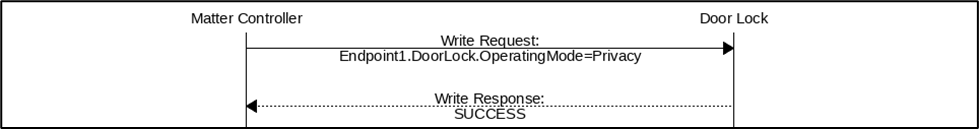 Matter Controller
Door Lock
Write Request:
Endpoint1.DoorLock.OperatingMode=Privacy
Write Response:
SUCCESS